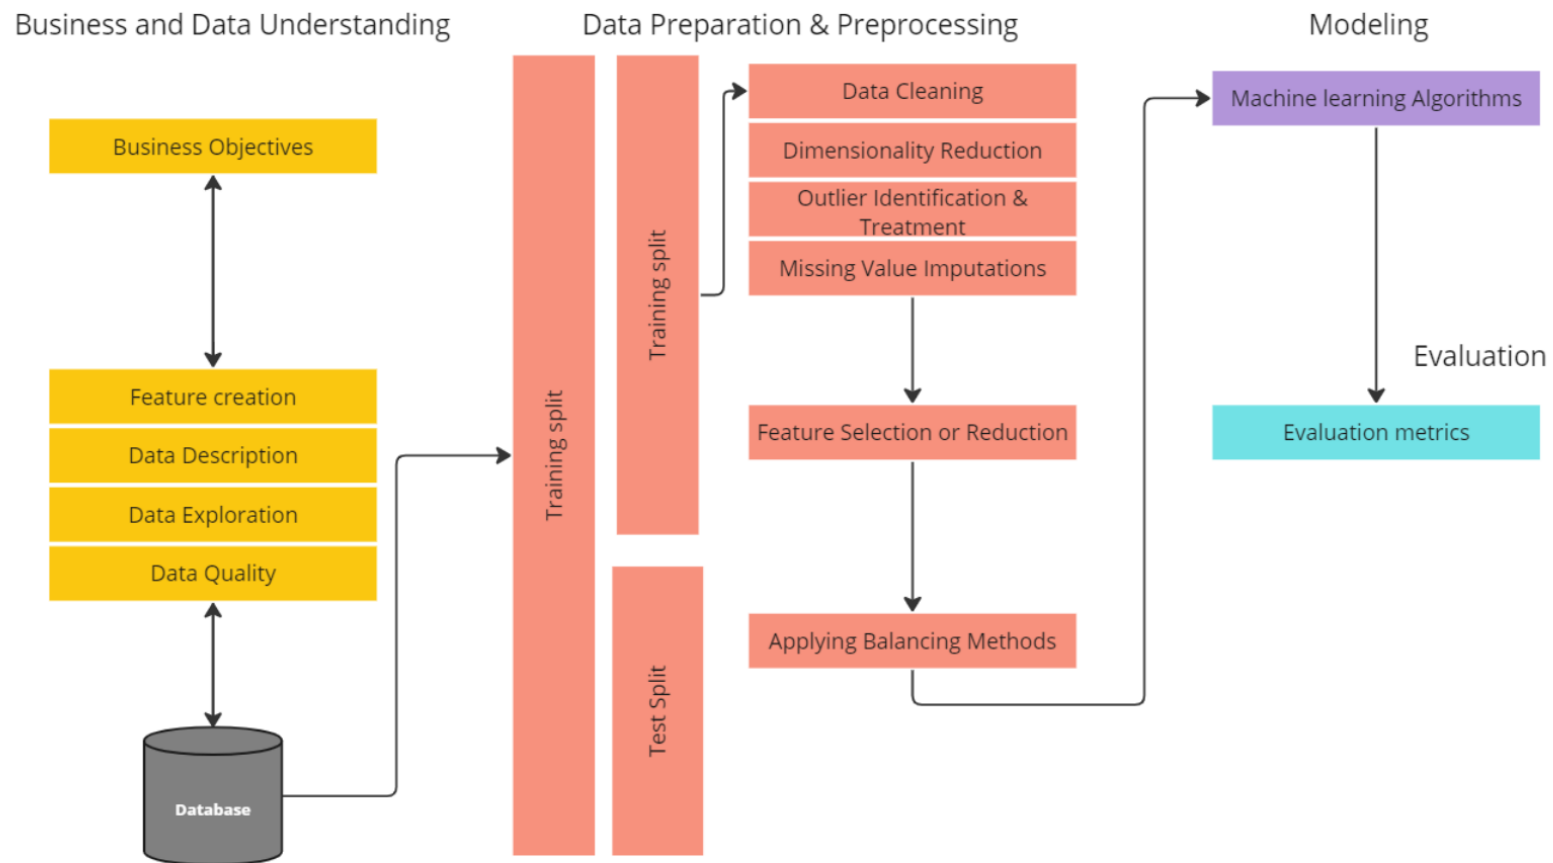 Business and Data Understanding
Data Preparation & Preprocessing
Modeling
Business Objectives
Feature creation
Data Description
Data Exploration
Data Quality
Database
Training split
Training split
Test Split
Data Cleaning
Dimensionality Reduction
Outlier Identification &
Treatment
Missing Value Imputations
Feature Selection or Reduction
Applying Balancing Methods
Machine learning Algorithms
Evaluation
Evaluation metrics